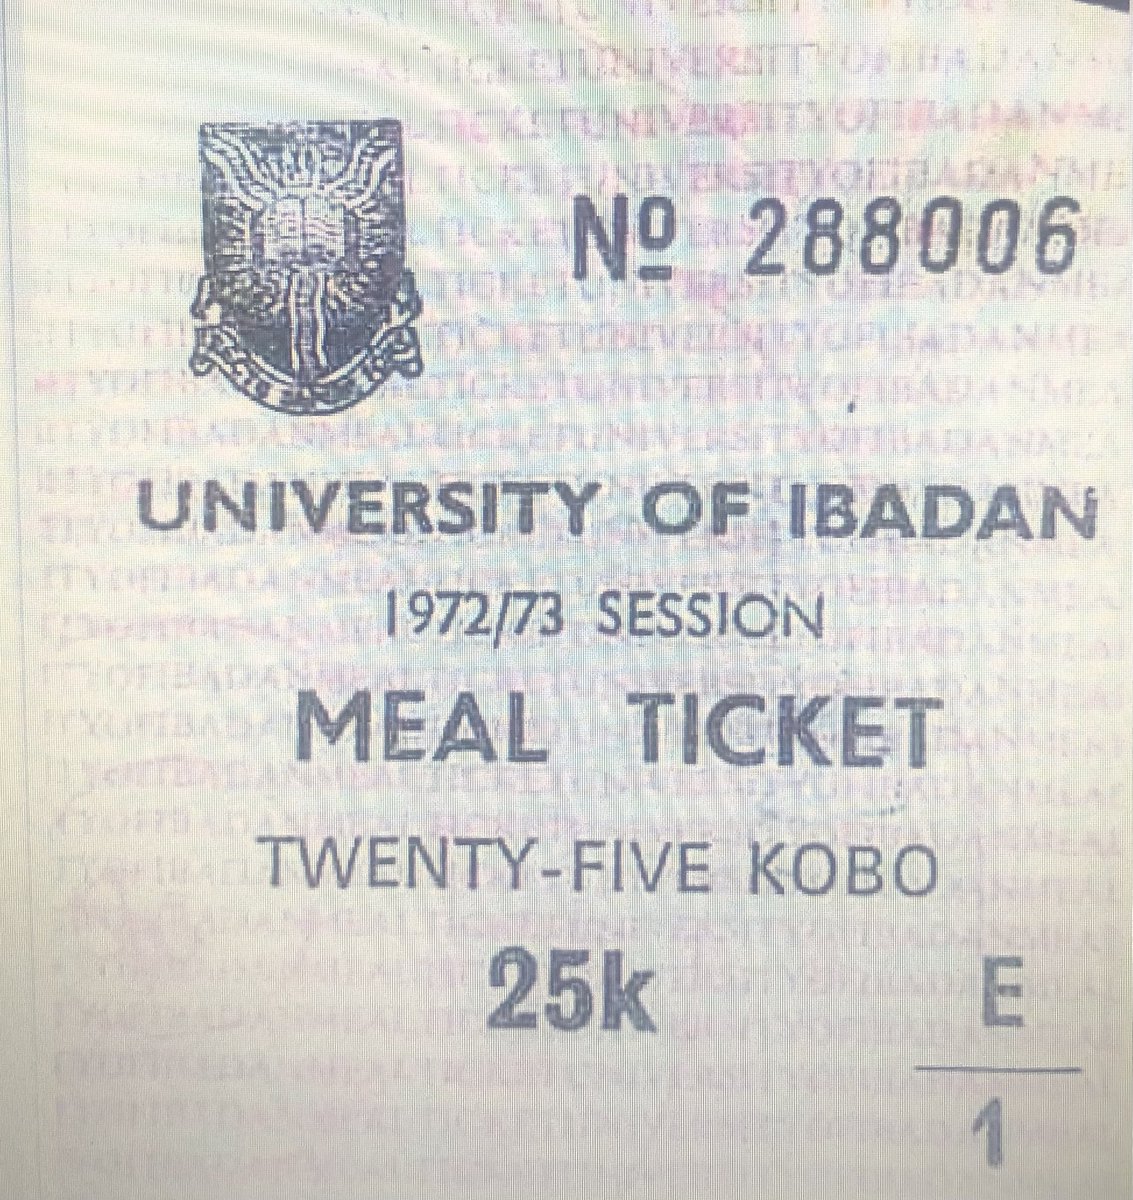 Nº 288006
UNIVERSITY OF IBADAN
1972/73 SESSION
MEAL TICKET
TWENTY-FIVE KOBO
25k
E
1